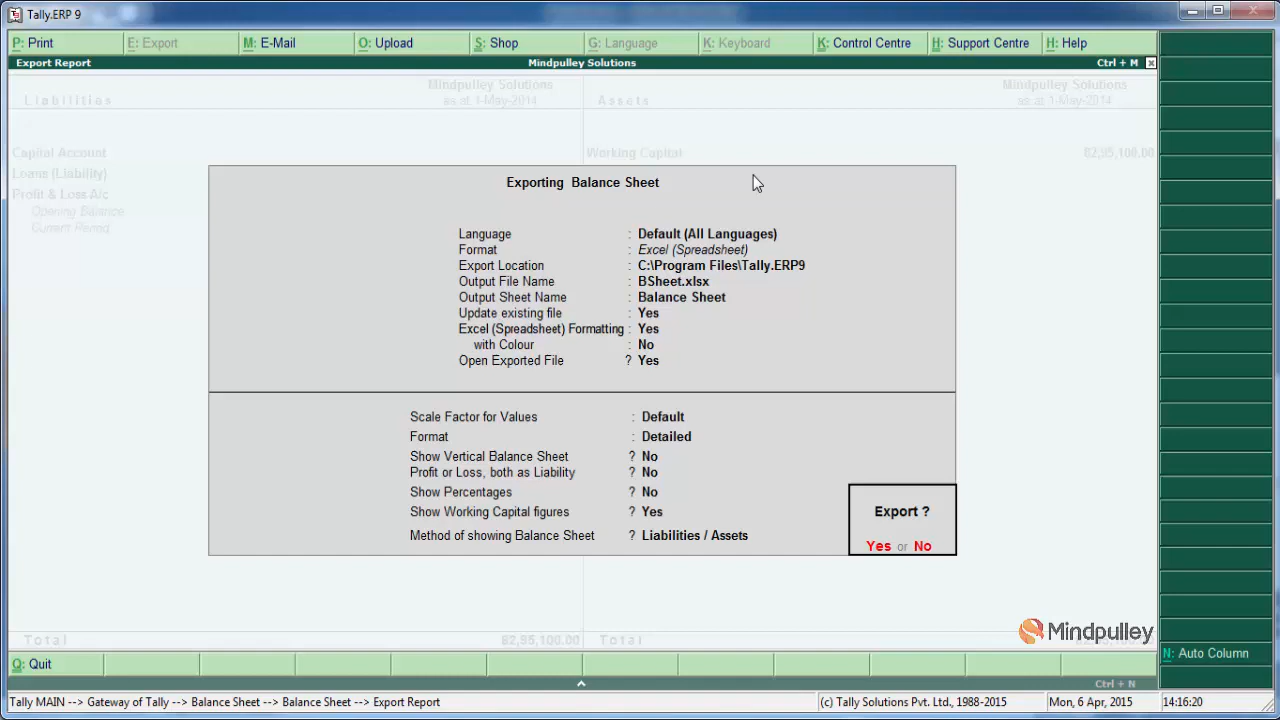 Tally.ERP 9
P: Print E: Export M: E-Mail O: Upload S: Shop G: Language K: Keyboard K: Control Centre H: Support Centre H: Help
Export Report Mindpulley Solutions Ctrl + M
Mindpulley Solutions Mindpulley Solutions
Liabilities as at 1-May-2014 Assets as at 1-May-2014
Capital Account Working Capital 82,95,100.00
Loans (Liability)
Profit & Loss A/c
Opening Balance
Current Period
Exporting Balance Sheet
Language : Default (All Languages)
Format : Excel (Spreadsheet)
Export Location : C:\Program Files\Tally.ERP9
Output File Name : BSheet.xlsx
Output Sheet Name : Balance Sheet
Update existing file : Yes
Excel (Spreadsheet) Formatting : Yes
with Colour : No
Open Exported File ? Yes
Scale Factor for Values : Default
Format : Detailed
Show Vertical Balance Sheet ? No
Profit or Loss, both as Liability ? No
Show Percentages ? No
Show Working Capital figures ? Yes
Method of showing Balance Sheet ? Liabilities / Assets
Export ?
Yes or No
Mindpulley
Total 82,95,100.00 Total
N: Auto Column
Q: Quit
Ctrl + N
Tally MAIN --> Gateway of Tally --> Balance Sheet --> Balance Sheet --> Export Report (c) Tally Solutions Pvt. Ltd., 1988-2015 Mon, 6 Apr, 2015 14:16:20